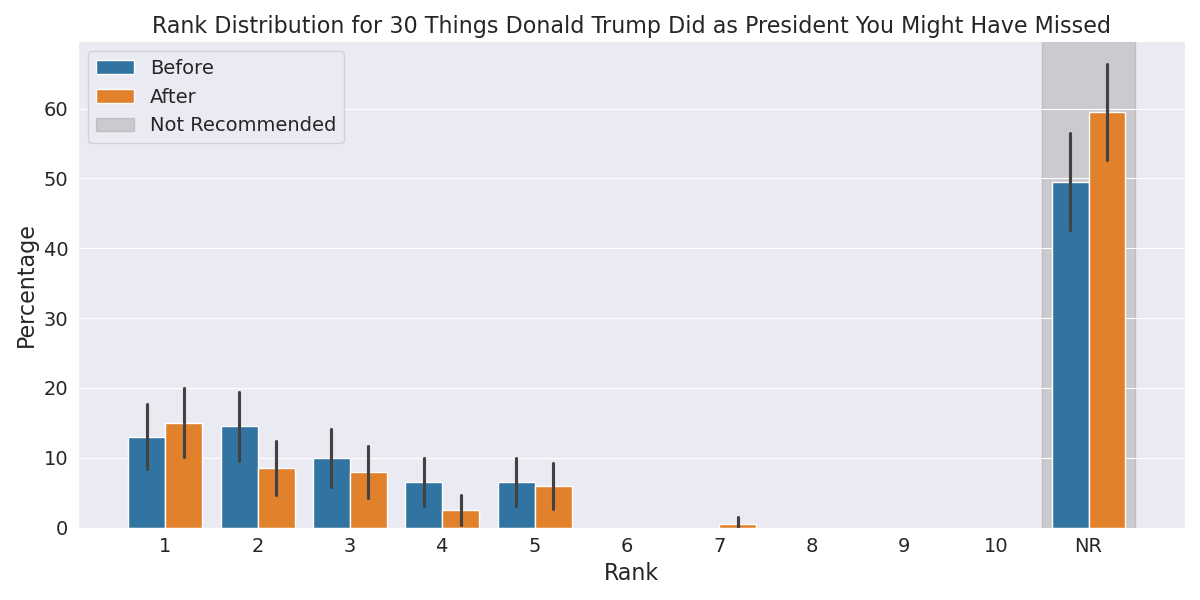 Rank Distribution for 30 Things Donald Trump Did as President You Might Have Missed
Before
After
Not Recommended
Percentage
60
50
40
30
20
10
0
1 2 3 4 5 6 7 8 9 10 NR
Rank